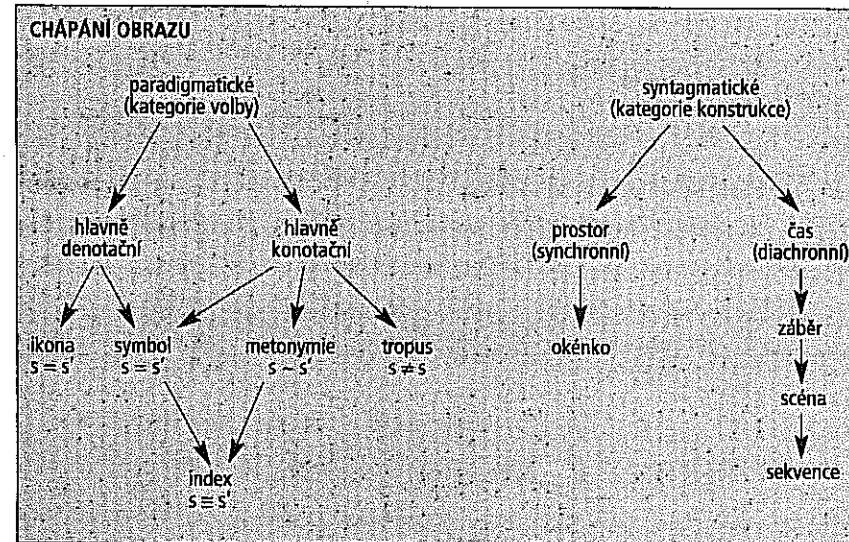 CHÁPÁNÍ OBRAZU
paradigmatické
(kategorie volby)
syntagmatické
(kategorie konstrukce)
hlavně
denotační
hlavně
konotační
prostor
(synchronní)
čas
(diachronní)
ikona
s = s'
symbol
s = s'
metonymie
s ~ s'
tropus
s ≠ s
okénko
záběr
scéna
sekvence
index
s ≡ s'